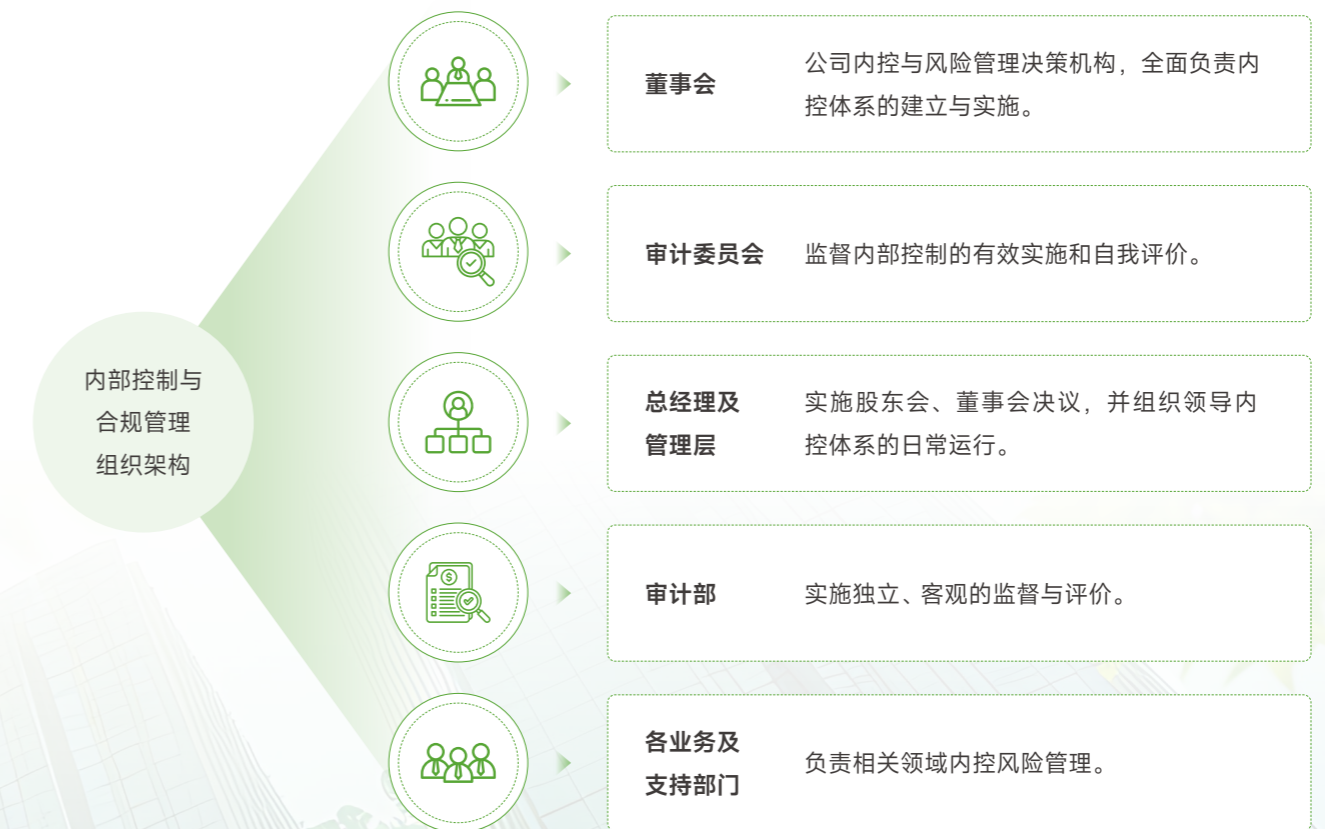 内部控制与
合规管理
组织架构
董事会
公司内控与风险管理决策机构，全面负责内
控体系的建立与实施。
审计委员会
监督内部控制的有效实施和自我评价。
总经理及
管理层
实施股东会、董事会决议，并组织领导内
控体系的日常运行。
审计部
实施独立、客观的监督与评价。
各业务及
支持部门
负责相关领域内控风险管理。